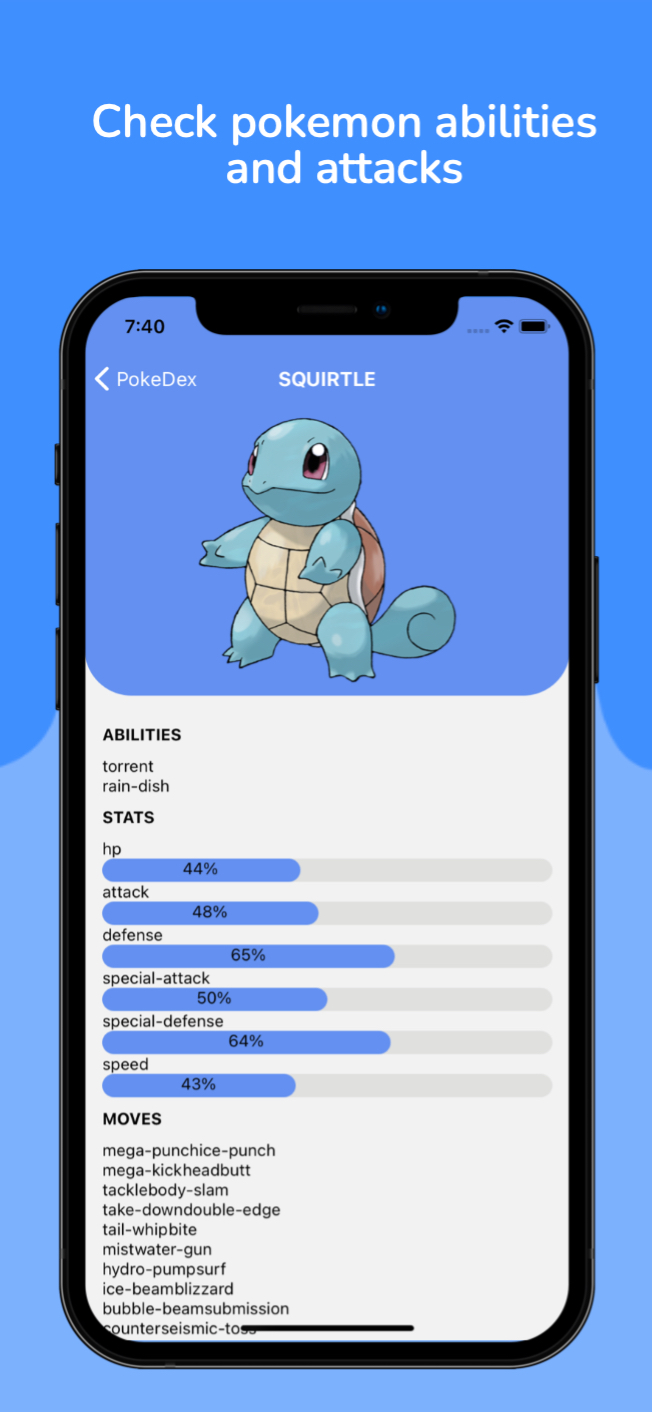 Check pokemon abilities
and attacks
7:40
PokeDex SQUIRTLE
ABILITIES
torrent
rain-dish
STATS
hp
44%
attack
48%
defense
65%
special-attack
50%
special-defense
64%
speed
43%
MOVES
mega-punchice-punch
mega-kickheadbutt
tacklebody-slam
take-downdouble-edge
tail-whipbite
mistwater-gun
hydro-pumpsurf
ice-beamblizzard
bubble-beamsubmission
counterseismic-toss